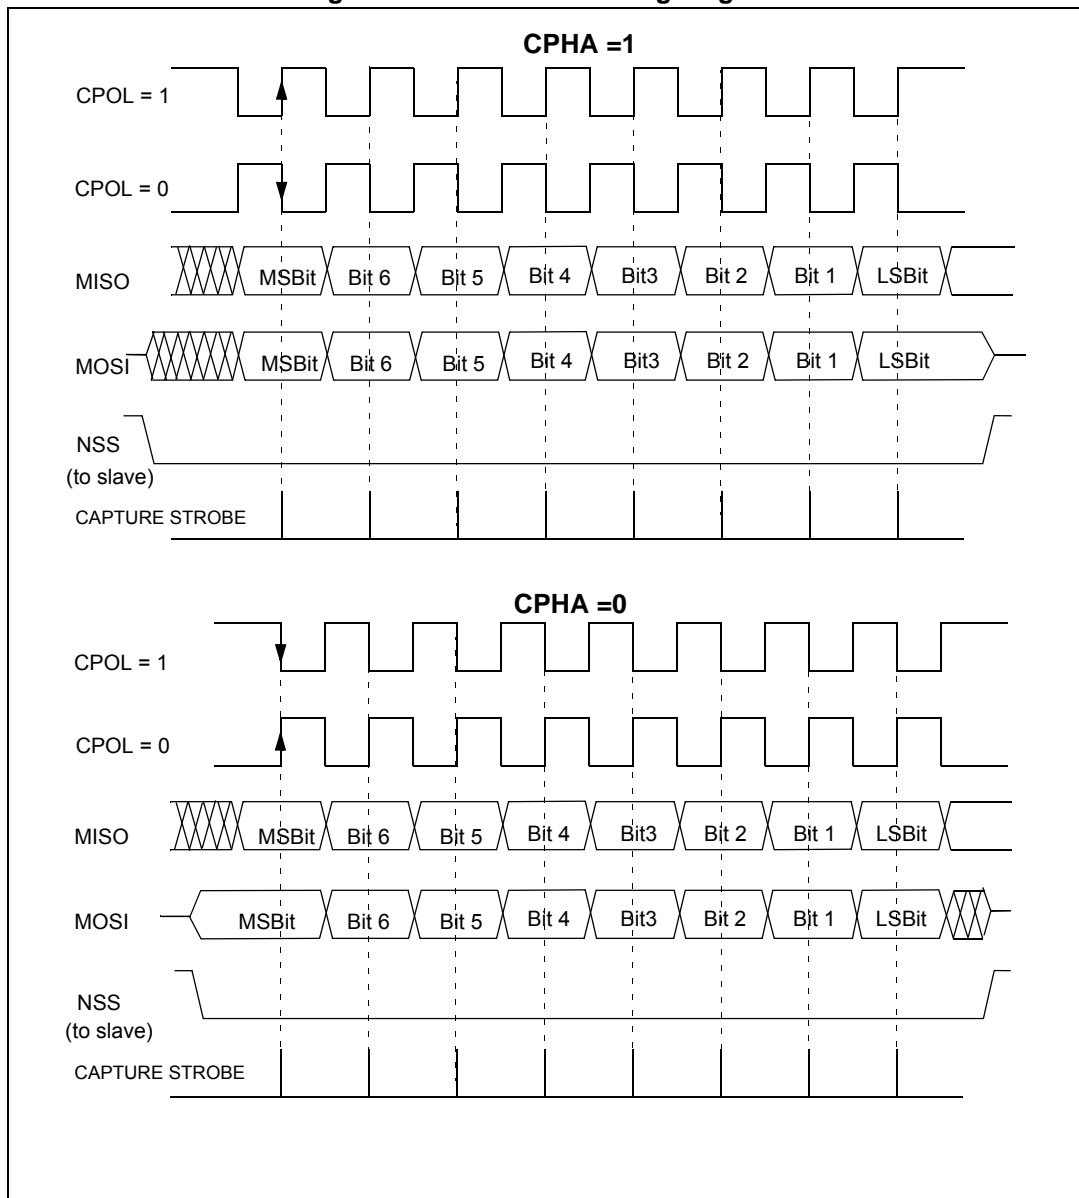 CPHA =1
CPOL = 1
CPOL = 0
MISO MSBit Bit 6 Bit 5 Bit 4 Bit3 Bit 2 Bit 1 LSBit
MOSI MSBit Bit 6 Bit 5 Bit 4 Bit3 Bit 2 Bit 1 LSBit
NSS
(to slave)
CAPTURE STROBE
CPHA =0
CPOL = 1
CPOL = 0
MISO MSBit Bit 6 Bit 5 Bit 4 Bit3 Bit 2 Bit 1 LSBit
MOSI MSBit Bit 6 Bit 5 Bit 4 Bit3 Bit 2 Bit 1 LSBit
NSS
(to slave)
CAPTURE STROBE